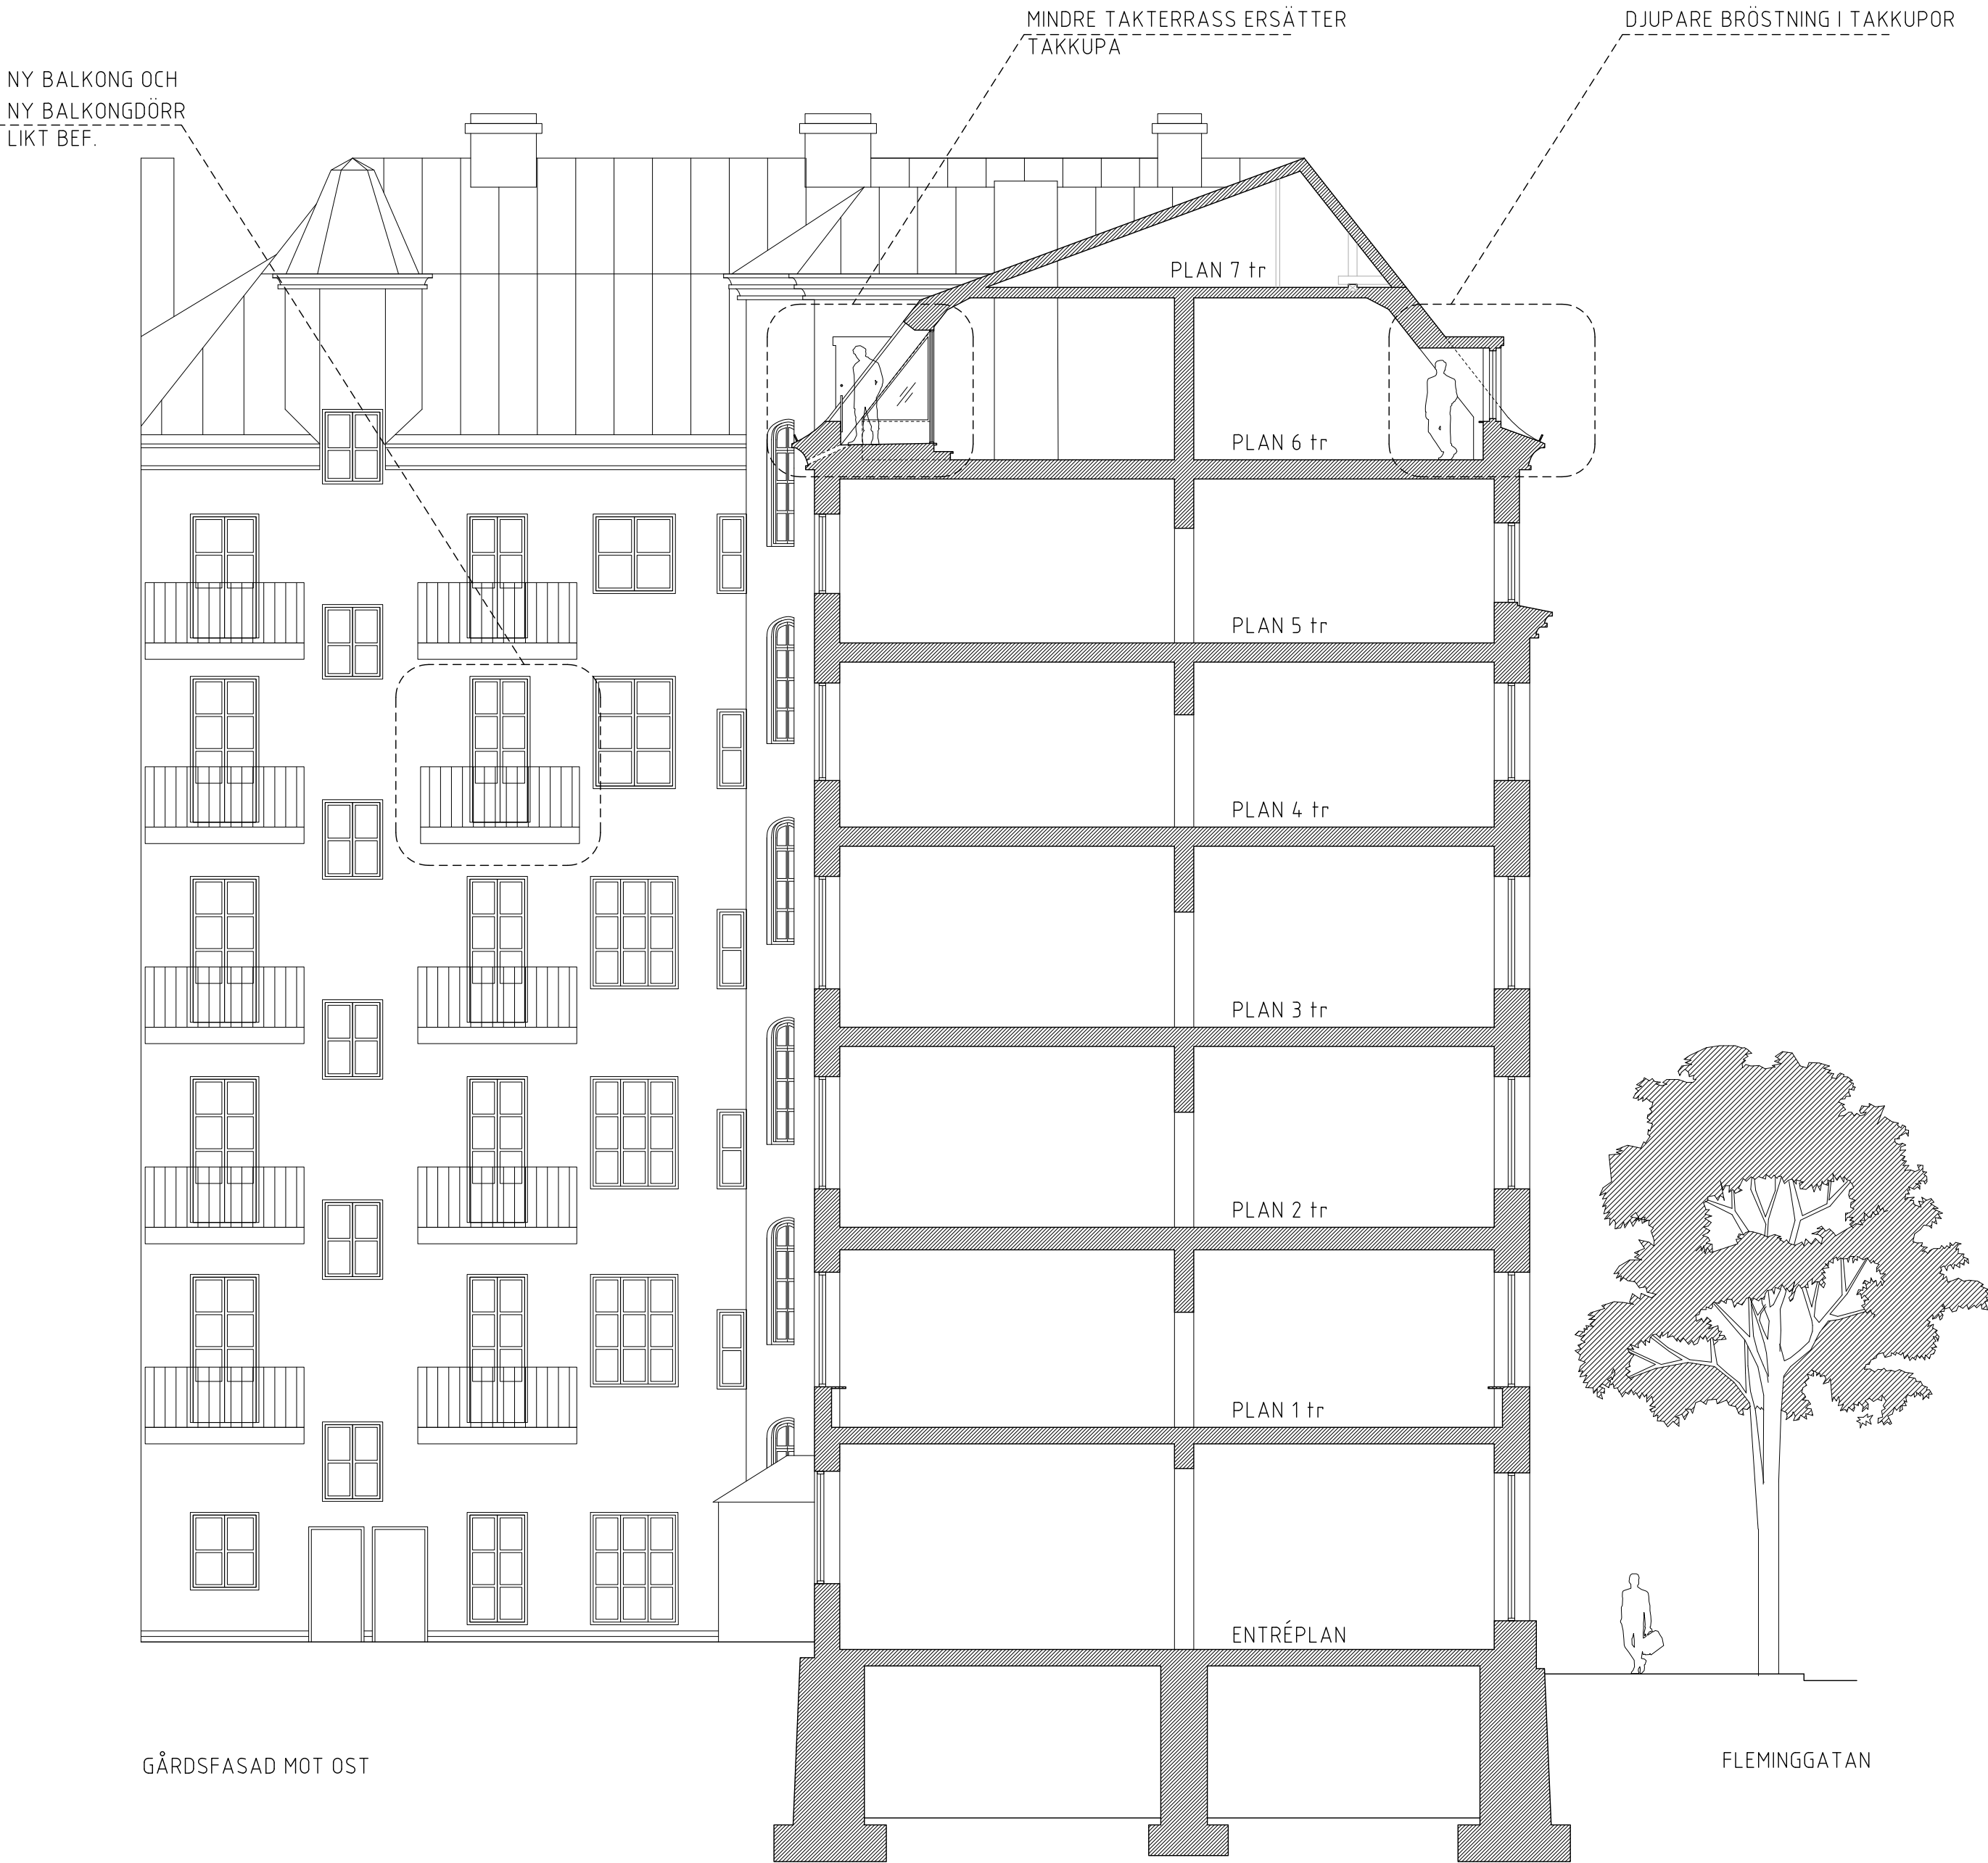 MINDRE TAKTERRASS ERSÄTTER
TAKKUPA
DJUPARE BRÖSTNING I TAKKUPOR
NY BALKONG OCH
NY BALKONGDÖRR
LIKT BEF.
PLAN 7 tr
PLAN 6 tr
PLAN 5 tr
PLAN 4 tr
PLAN 3 tr
PLAN 2 tr
PLAN 1 tr
ENTRÉPLAN
GÅRDSFASAD MOT OST
FLEMINGGATAN